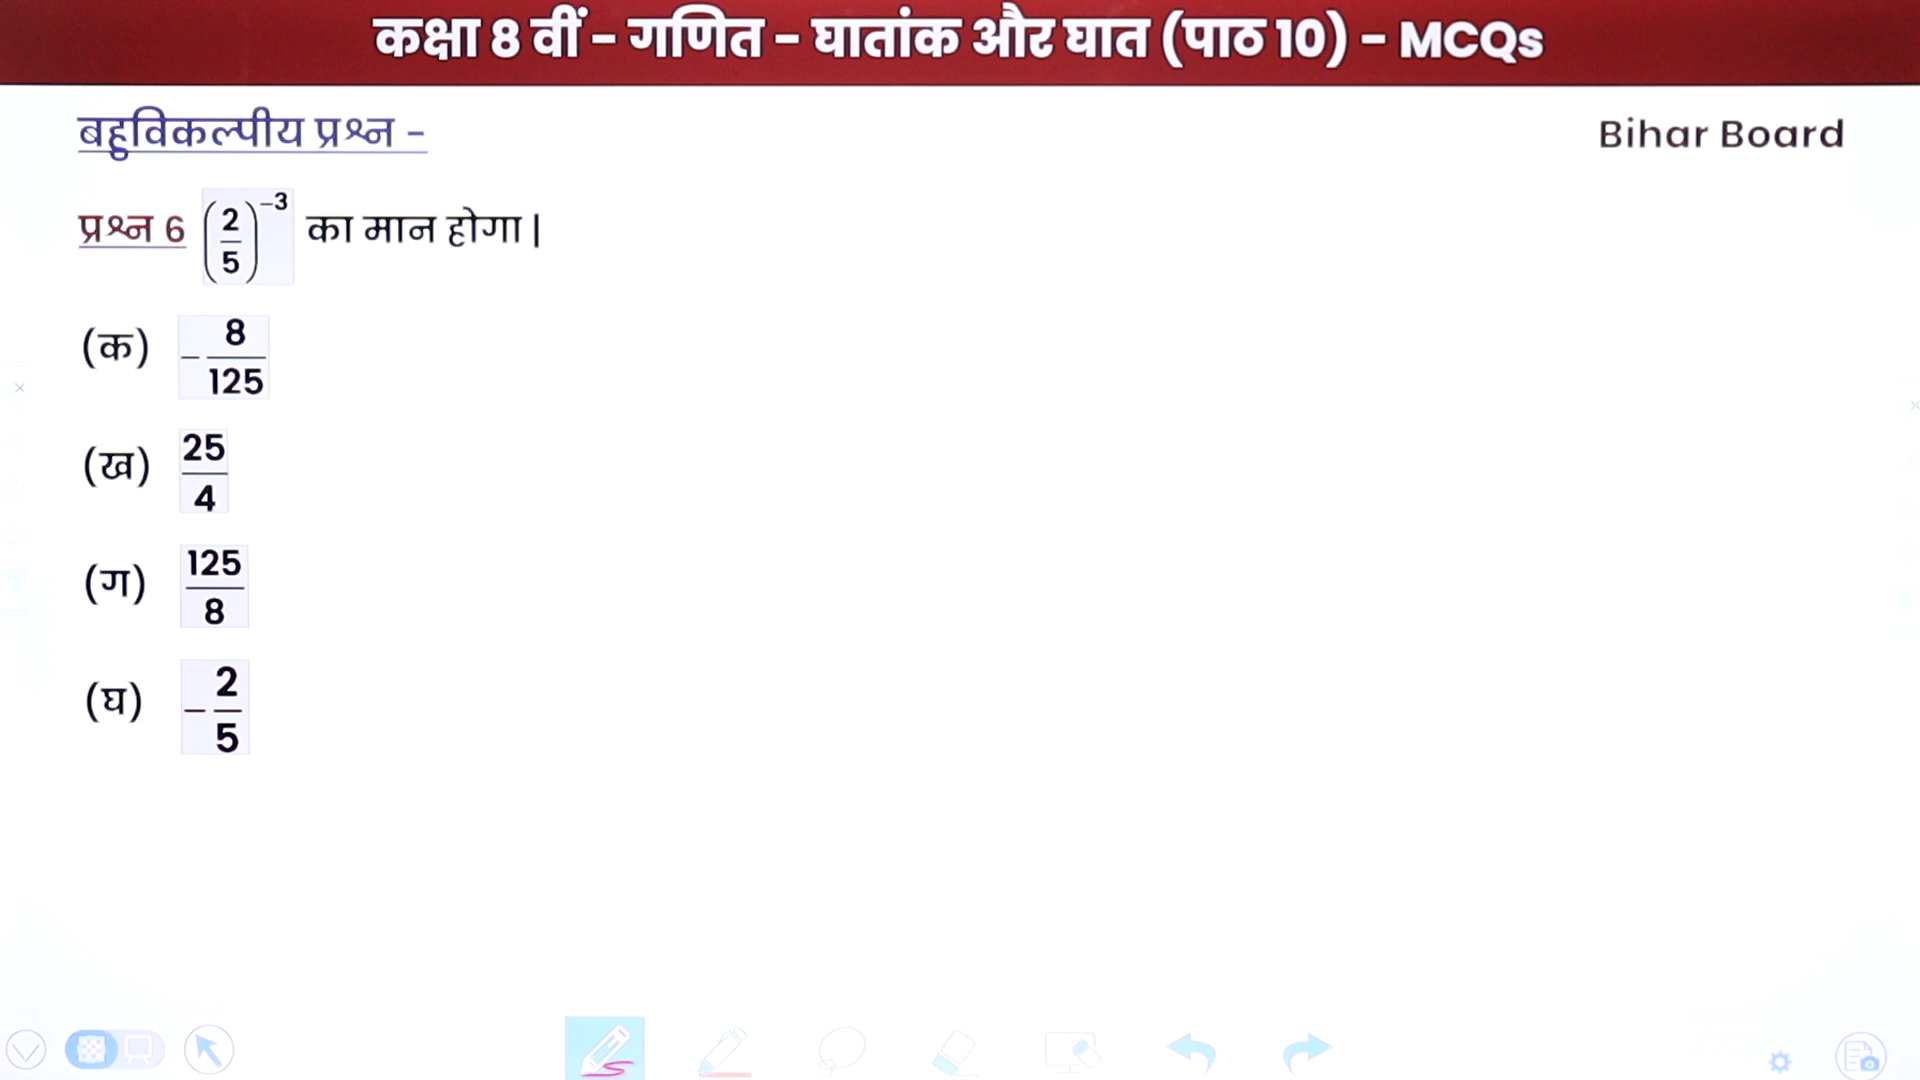 कक्षा 8 वीं – गणित – घातांक और घात (पाठ 10) – MCQs
बहुविकल्पीय प्रश्न –
Bihar Board
प्रश्न 6 (2/5)⁻³ का मान होगा |
(क) -8/125
(ख) 25/4
(ग) 125/8
(घ) -2/5